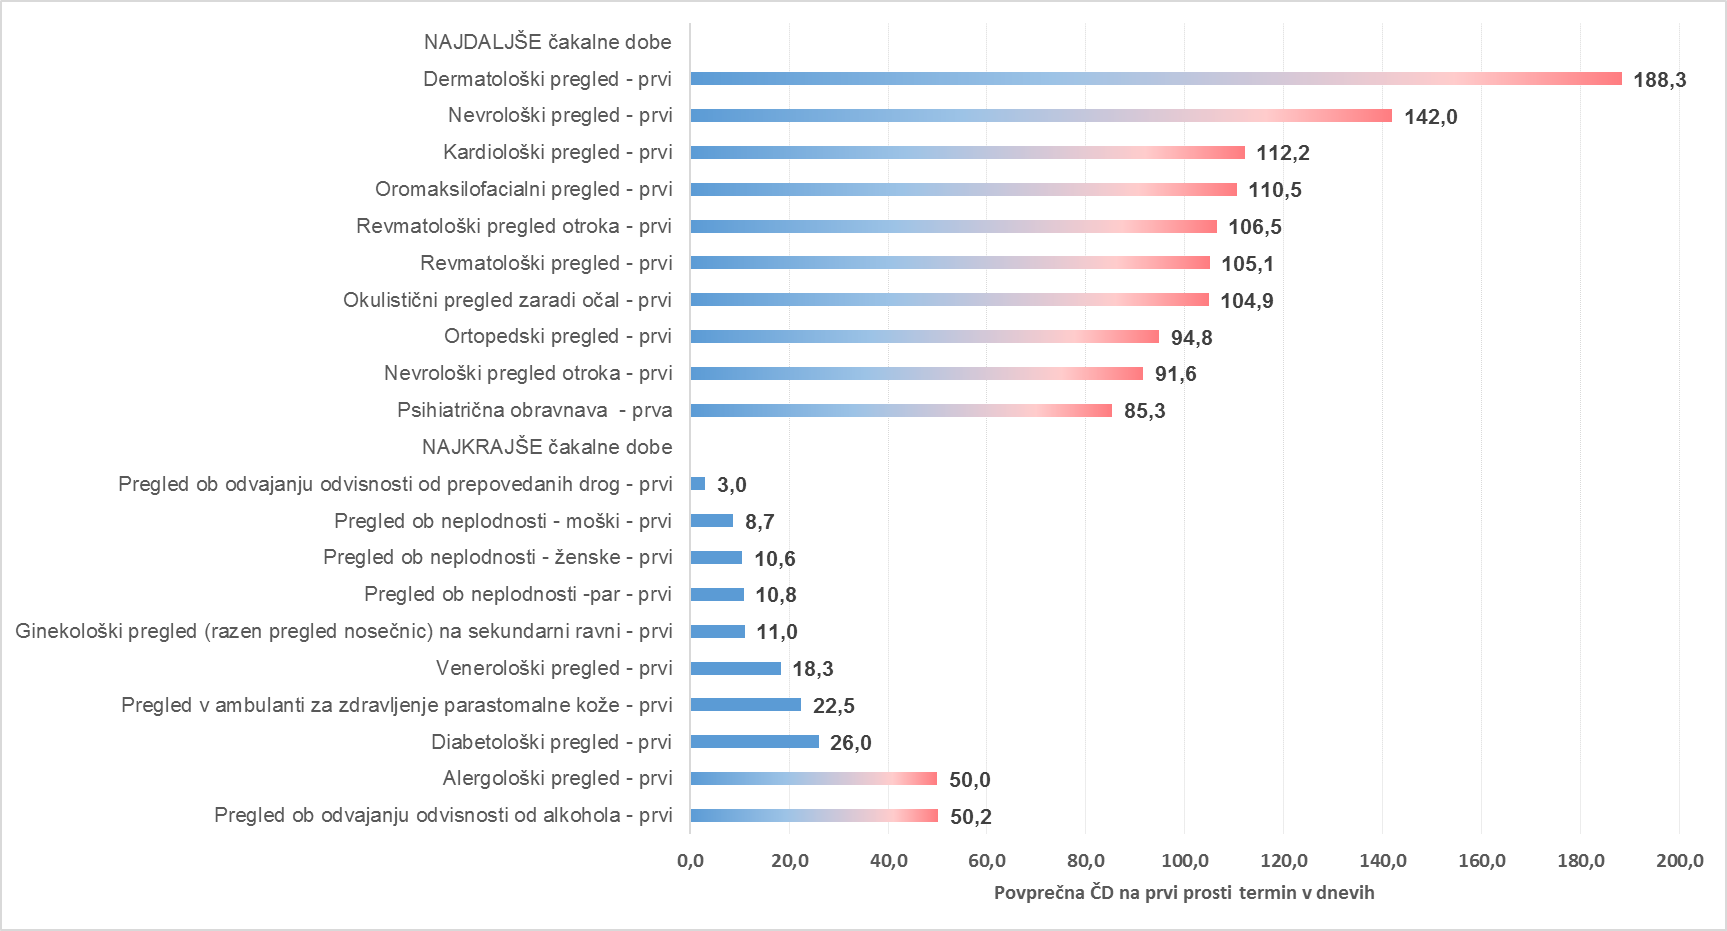 NAJDALJŠE čakalne dobe
Dermatološki pregled - prvi 188,3
Nevrološki pregled - prvi 142,0
Kardiološki pregled - prvi 112,2
Oromaksilofacialni pregled - prvi 110,5
Revmatološki pregled otroka - prvi 106,5
Revmatološki pregled - prvi 105,1
Okulistični pregled zaradi očal - prvi 104,9
Ortopedski pregled - prvi 94,8
Nevrološki pregled otroka - prvi 91,6
Psihiatrična obravnava  - prva 85,3
NAJKRAJŠE čakalne dobe
Pregled ob odvajanju odvisnosti od prepovedanih drog - prvi 3,0
Pregled ob neplodnosti - moški - prvi 8,7
Pregled ob neplodnosti - ženske - prvi 10,6
Pregled ob neplodnosti -par - prvi 10,8
Ginekološki pregled (razen pregled nosečnic) na sekundarni ravni - prvi 11,0
Venerološki pregled - prvi 18,3
Pregled v ambulanti za zdravljenje parastomalne kože - prvi 22,5
Diabetološki pregled - prvi 26,0
Alergološki pregled - prvi 50,0
Pregled ob odvajanju odvisnosti od alkohola - prvi 50,2
0,0 20,0 40,0 60,0 80,0 100,0 120,0 140,0 160,0 180,0 200,0
Povprečna ČD na prvi prosti termin v dnevih